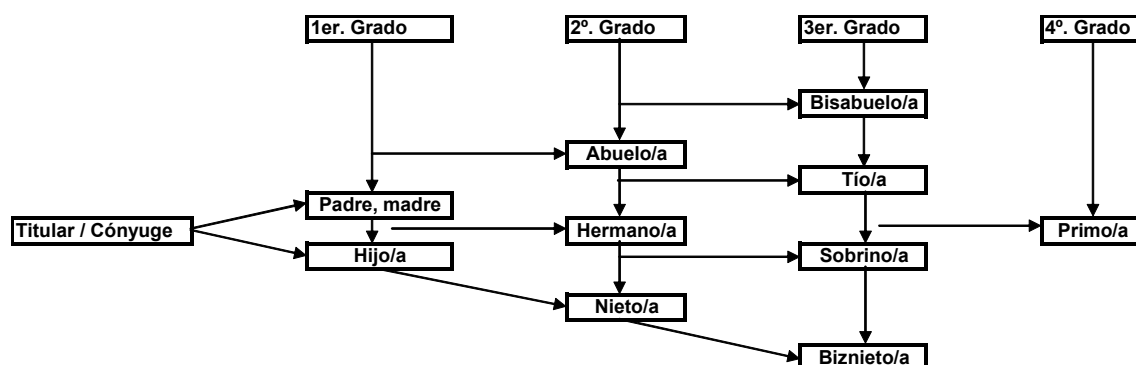 1er. Grado
2º. Grado
3er. Grado
4º. Grado
Bisabuelo/a
Abuelo/a
Tío/a
Padre, madre
Titular / Cónyuge
Hermano/a
Primo/a
Hijo/a
Sobrino/a
Nieto/a
Biznieto/a